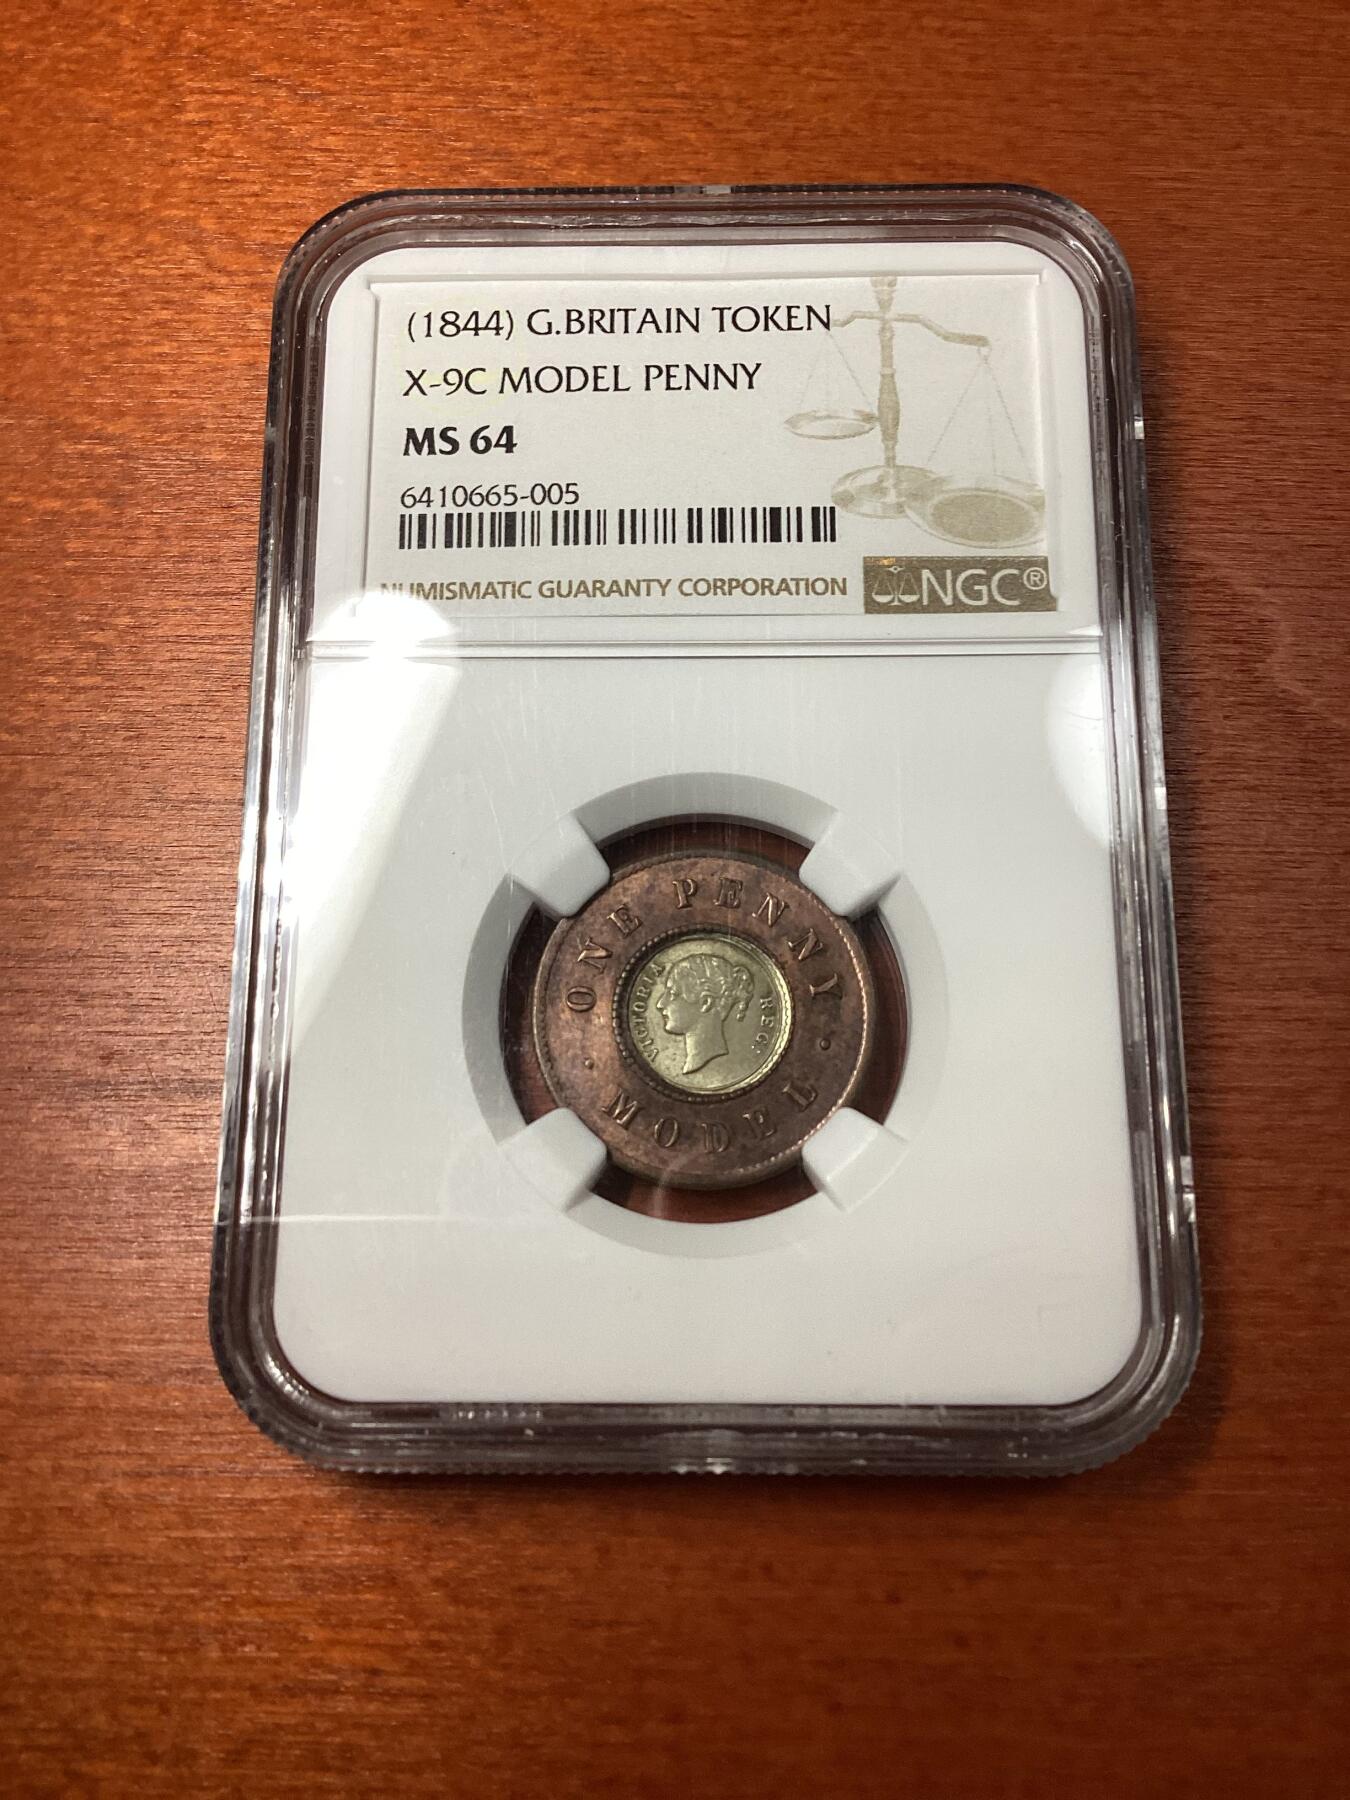 (1844) G.BRITAIN TOKEN
X-9C MODEL PENNY
MS 64
6410665-005
NUMISMATIC GUARANTY CORPORATION
NGC®
ONE PENNY
VICTORIA REG.
· MODEL ·